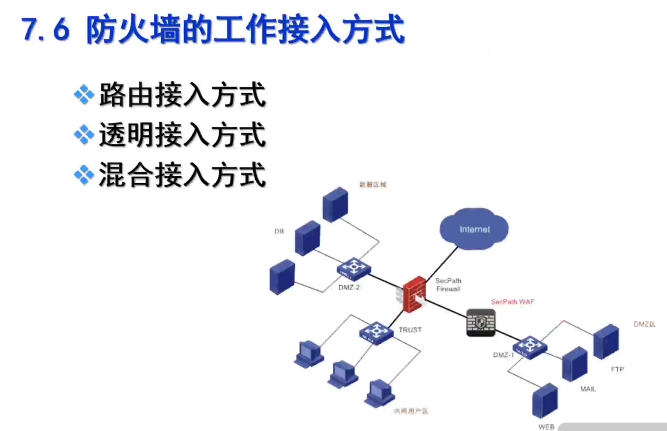 7.6 防火墙的工作接入方式
路由接入方式
透明接入方式
混合接入方式
数据区域
DB
Internet
DMZ-2
SecPath
Firewall
SecPath WAF
TRUST
DMZ区
DMZ-1
FTP
MAIL
内网用户区
WEB